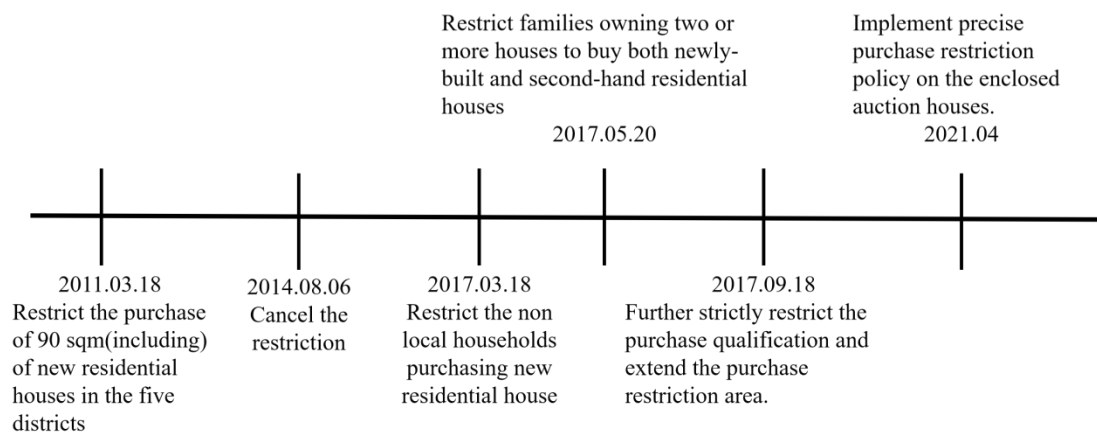 Restrict families owning two or
more houses to buy both newly-
built and second-hand residential
houses
2017.05.20
Implement precise
purchase restriction
policy on the enclosed
auction houses.
2021.04
2011.03.18
Restrict the purchase
of 90 sqm(including)
of new residential
houses in the five
districts
2014.08.06
Cancel the
restriction
2017.03.18
Restrict the non
local households
purchasing new
residential house
2017.09.18
Further strictly restrict the
purchase qualification and
extend the purchase
restriction area.